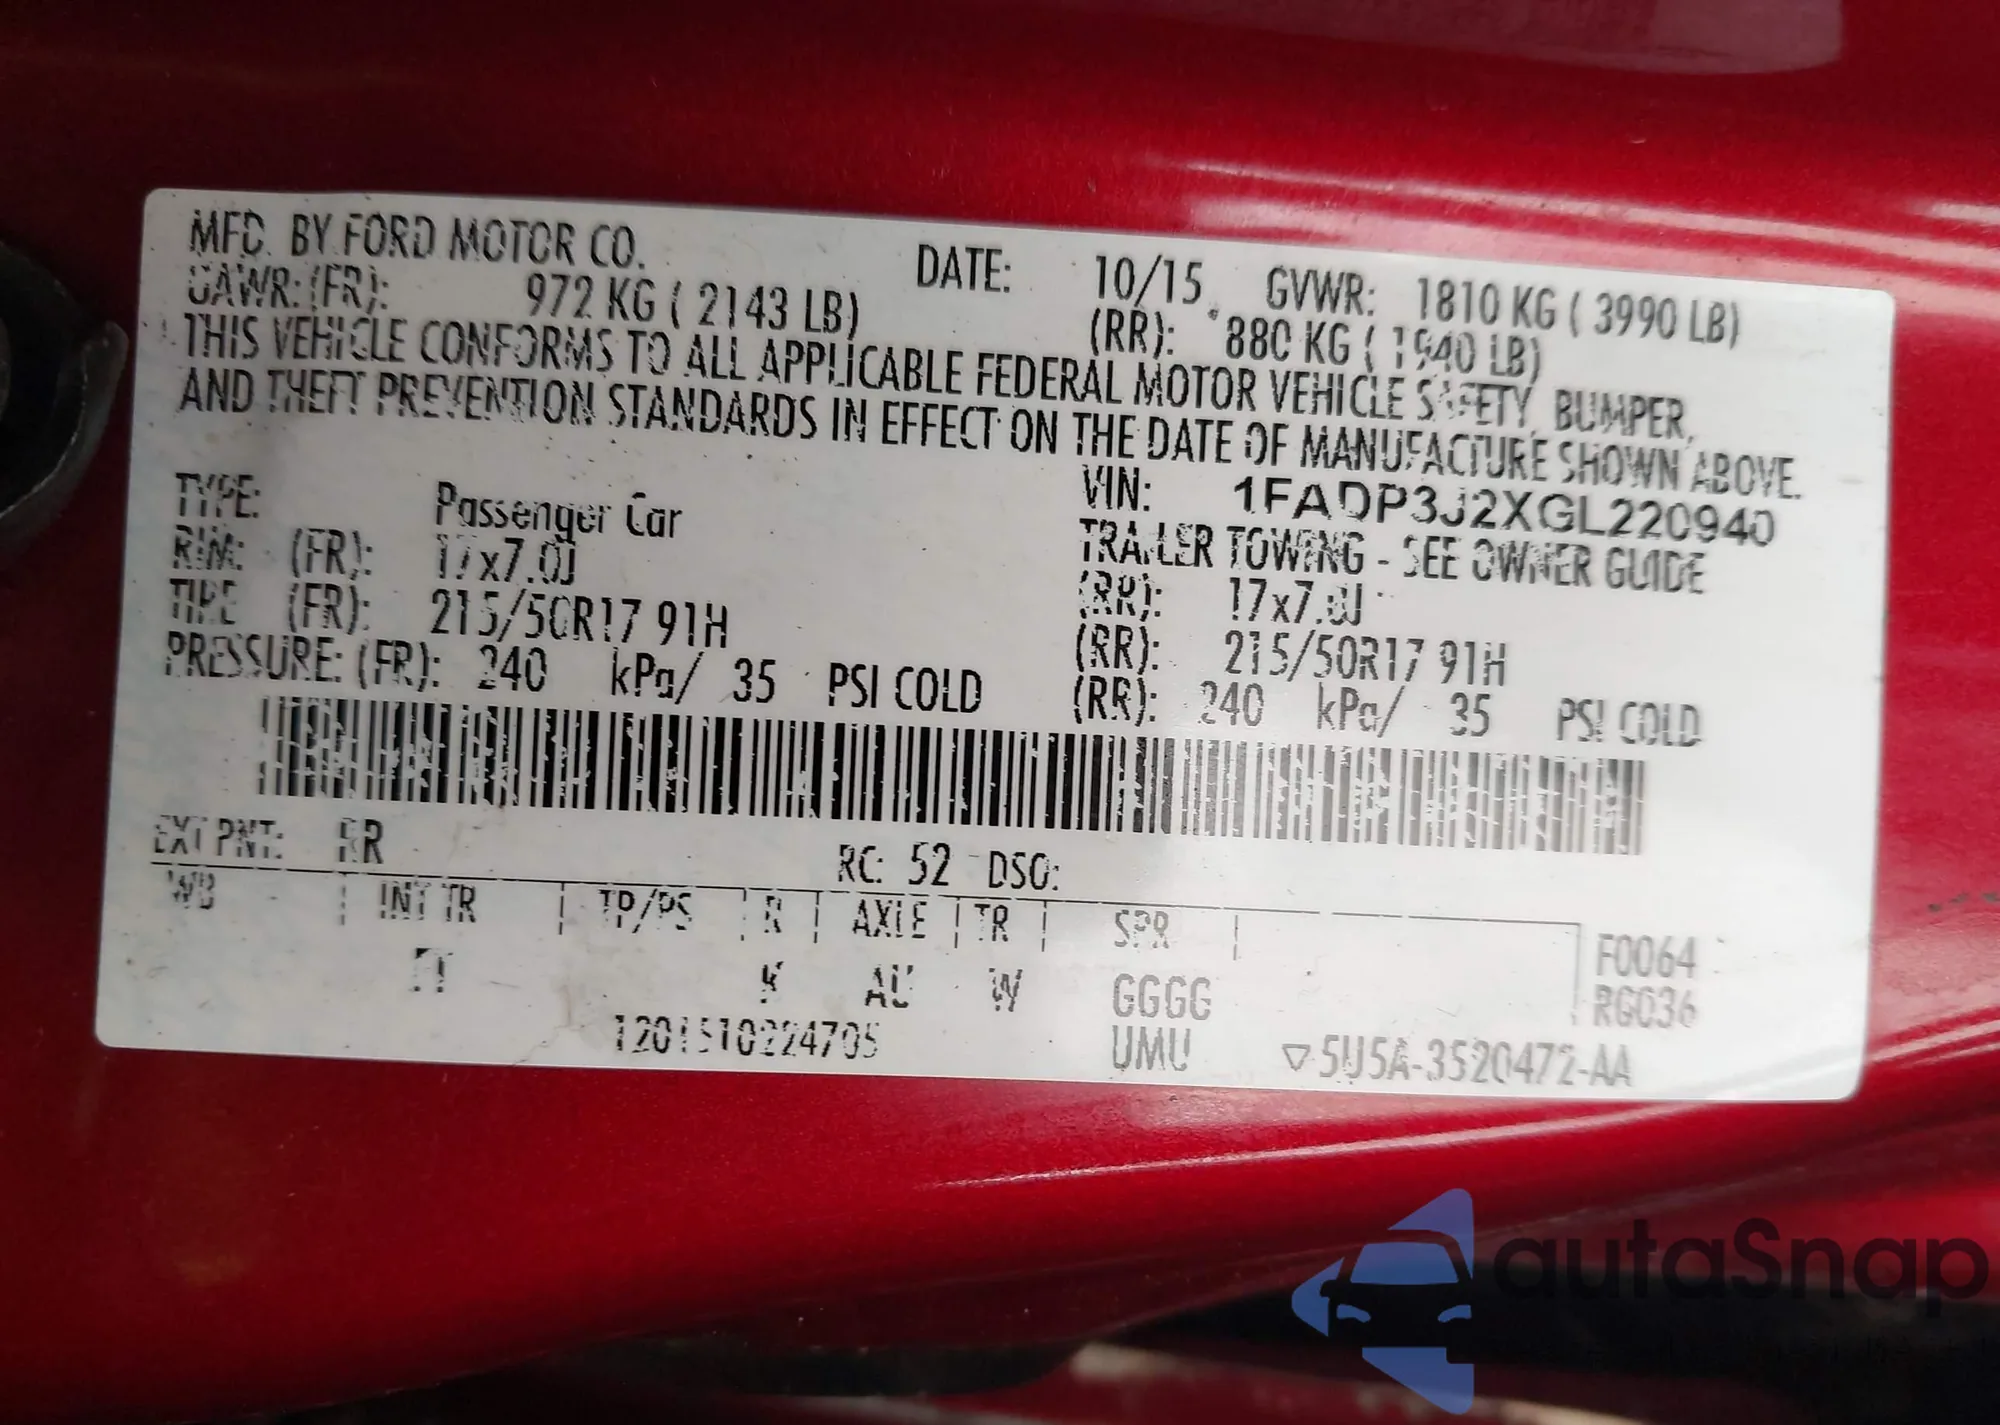 MFD. BY FORD MOTOR CO. DATE: 10/15 GVWR: 1810 KG ( 3990 LB)
GAWR: (FR): 972 KG ( 2143 LB) (RR): 880 KG ( 1940 LB)
THIS VEHICLE CONFORMS TO ALL APPLICABLE FEDERAL MOTOR VEHICLE SAFETY, BUMPER,
AND THEFT PREVENTION STANDARDS IN EFFECT ON THE DATE OF MANUFACTURE SHOWN ABOVE.
VIN: 1FADP3J2XGL220940
TYPE: Passenger Car TRAILER TOWING - SEE OWNER GUIDE
RIM: (FR): 17x7.0J (RR): 17x7.0J
TIRE (FR): 215/50R17 91H (RR): 215/50R17 91H
PRESSURE: (FR): 240 kPa/ 35 PSI COLD (RR): 240 kPa/ 35 PSI COLD
EXT PNT: RR RC: 52 DSO:
WB INT TR TP/PS R AXLE TR SPR
F0064
K AU W GGGG RG036
1201510224705 UMU ▽5U5A-3520472-AA
autaSnap